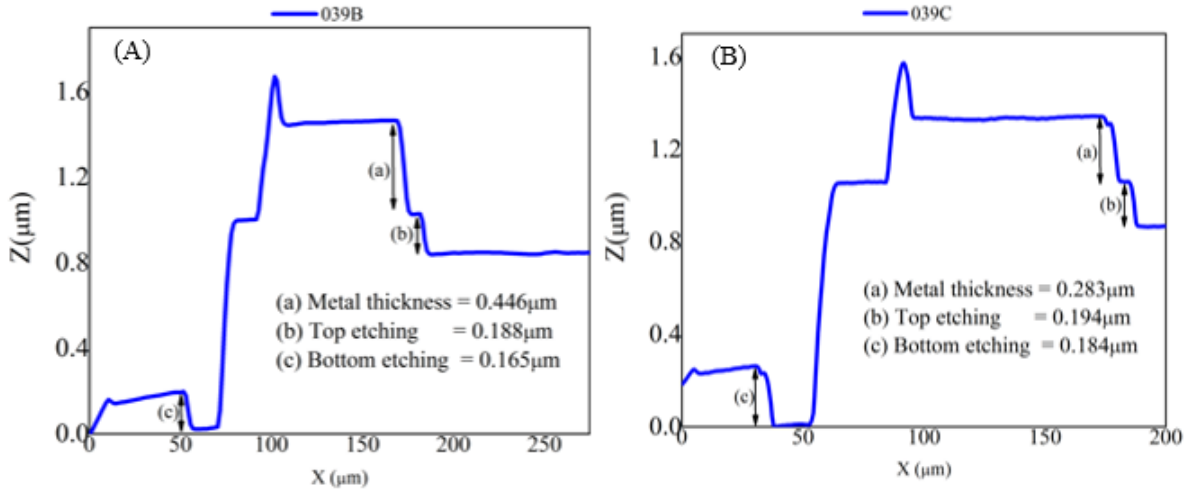 039B
(A)
Z(μm)
1.6
1.2
0.8
0.4
0.0
(a)
(b)
(c)
(a) Metal thickness = 0.446μm
(b) Top etching = 0.188μm
(c) Bottom etching = 0.165μm
0 50 100 150 200 250
X (μm)
039C
(B)
Z(μm)
1.6
1.2
0.8
0.4
0.0
(a)
(b)
(c)
(a) Metal thickness = 0.283μm
(b) Top etching = 0.194μm
(c) Bottom etching = 0.184μm
0 50 100 150 200
X (μm)